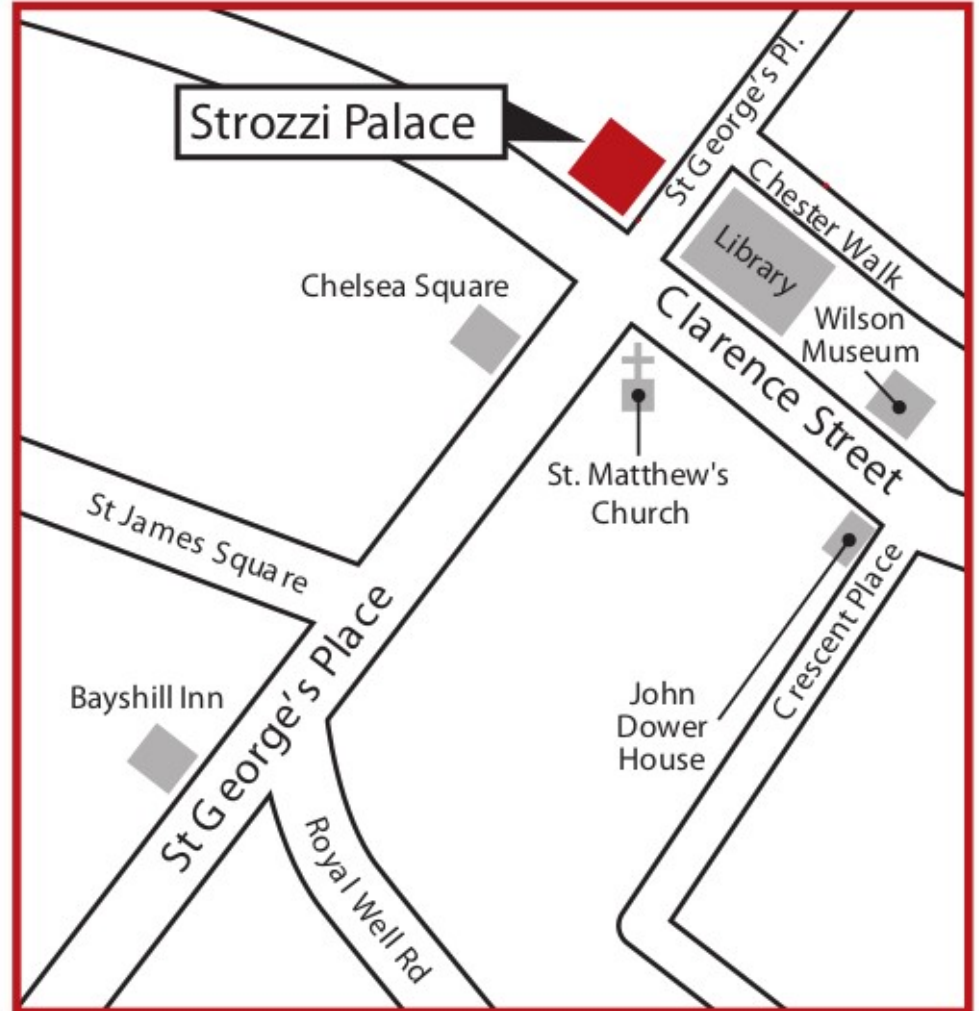 St George's Pl.
Strozzi Palace
Chester Walk
Library
Chelsea Square
Clarence Street
Wilson
Museum
St. Matthew's
Church
St James Square
Crescent Place
St George's Place
Bayshill Inn
John
Dower
House
Royal Well Rd